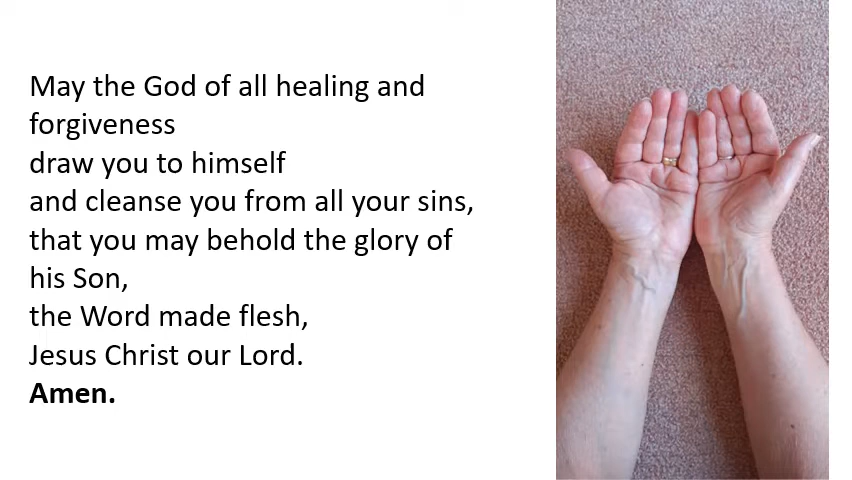 May the God of all healing and
forgiveness
draw you to himself
and cleanse you from all your sins,
that you may behold the glory of
his Son,
the Word made flesh,
Jesus Christ our Lord.
Amen.